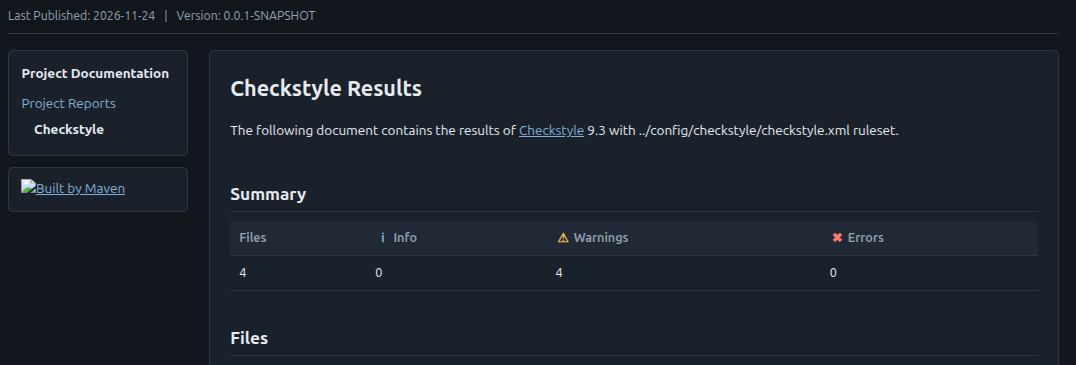 Last Published: 2026-11-24 | Version: 0.0.1-SNAPSHOT
Project Documentation
Project Reports
Checkstyle
Built by Maven
Checkstyle Results
The following document contains the results of Checkstyle 9.3 with ../config/checkstyle/checkstyle.xml ruleset.
Summary
Files i Info ⚠ Warnings ✖ Errors
4 0 4 0
Files